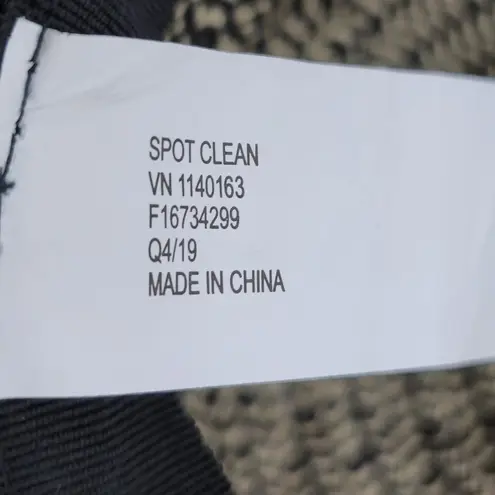 SPOT CLEAN
VN 1140163
F16734299
Q4/19
MADE IN CHINA